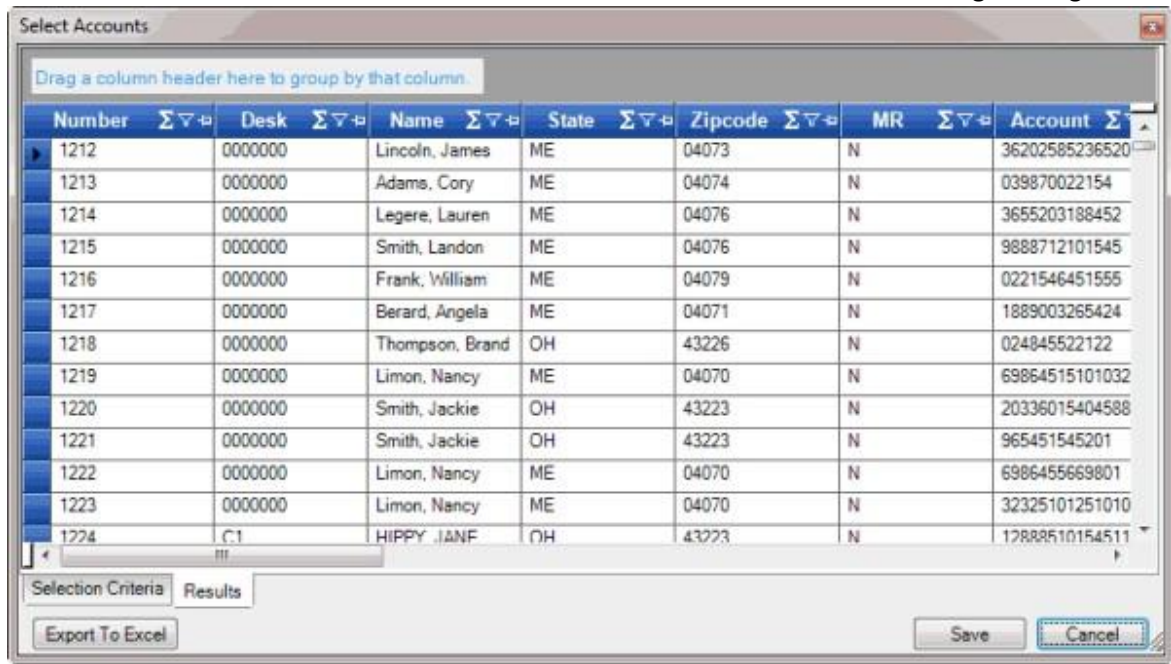 Select Accounts
Drag a column header here to group by that column.
Number Σ Desk Σ Name Σ State Σ Zipcode Σ MR Σ Account Σ
1212 0000000 Lincoln, James ME 04073 N 36202585236520
1213 0000000 Adams, Cory ME 04074 N 039870022154
1214 0000000 Legere, Lauren ME 04076 N 3655203188452
1215 0000000 Smith, Landon ME 04076 N 9888712101545
1216 0000000 Frank, William ME 04079 N 0221546451555
1217 0000000 Berard, Angela ME 04071 N 1889003265424
1218 0000000 Thompson, Brand OH 43226 N 024845522122
1219 0000000 Limon, Nancy ME 04070 N 69864515101032
1220 0000000 Smith, Jackie OH 43223 N 20336015404588
1221 0000000 Smith, Jackie OH 43223 N 965451545201
1222 0000000 Limon, Nancy ME 04070 N 6986455669801
1223 0000000 Limon, Nancy ME 04070 N 32325101251010
1224 C1 HIPPY, JANE OH 43223 N 12888510154511
Selection Criteria Results
Export To Excel Save Cancel